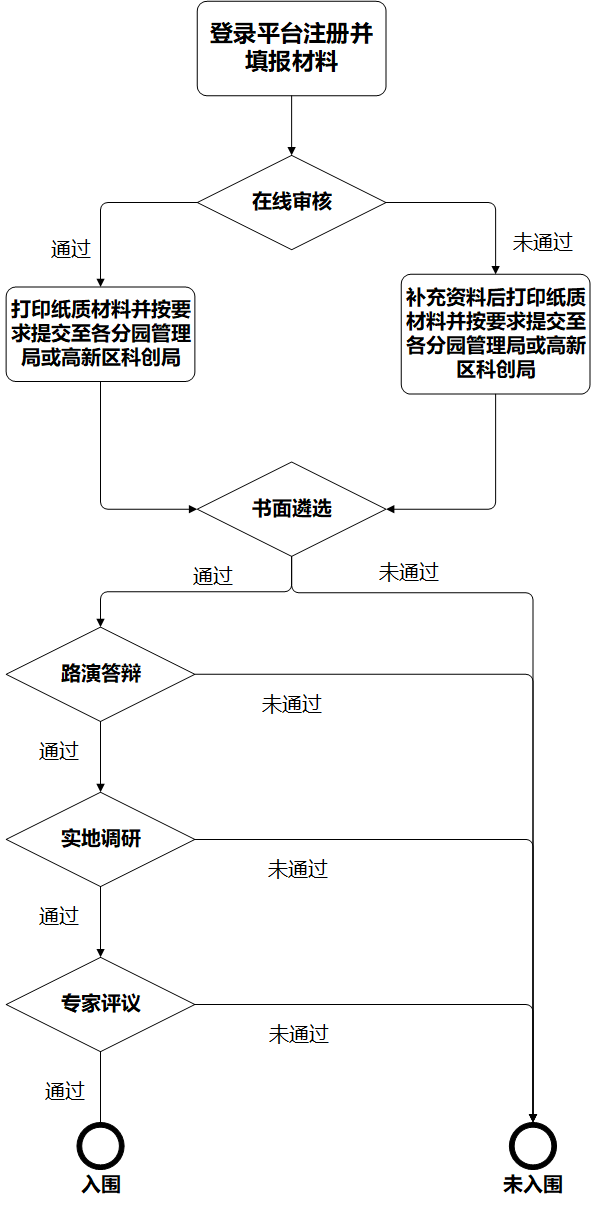 登录平台注册并
填报材料
在线审核
通过
未通过
打印纸质材料并按要
求提交至各分园管理
局或高新区科创局
补充资料后打印纸质
材料并按要求提交至
各分园管理局或高新
区科创局
书面遴选
通过
未通过
路演答辩
未通过
通过
实地调研
未通过
通过
专家评议
未通过
通过
入围
未入围